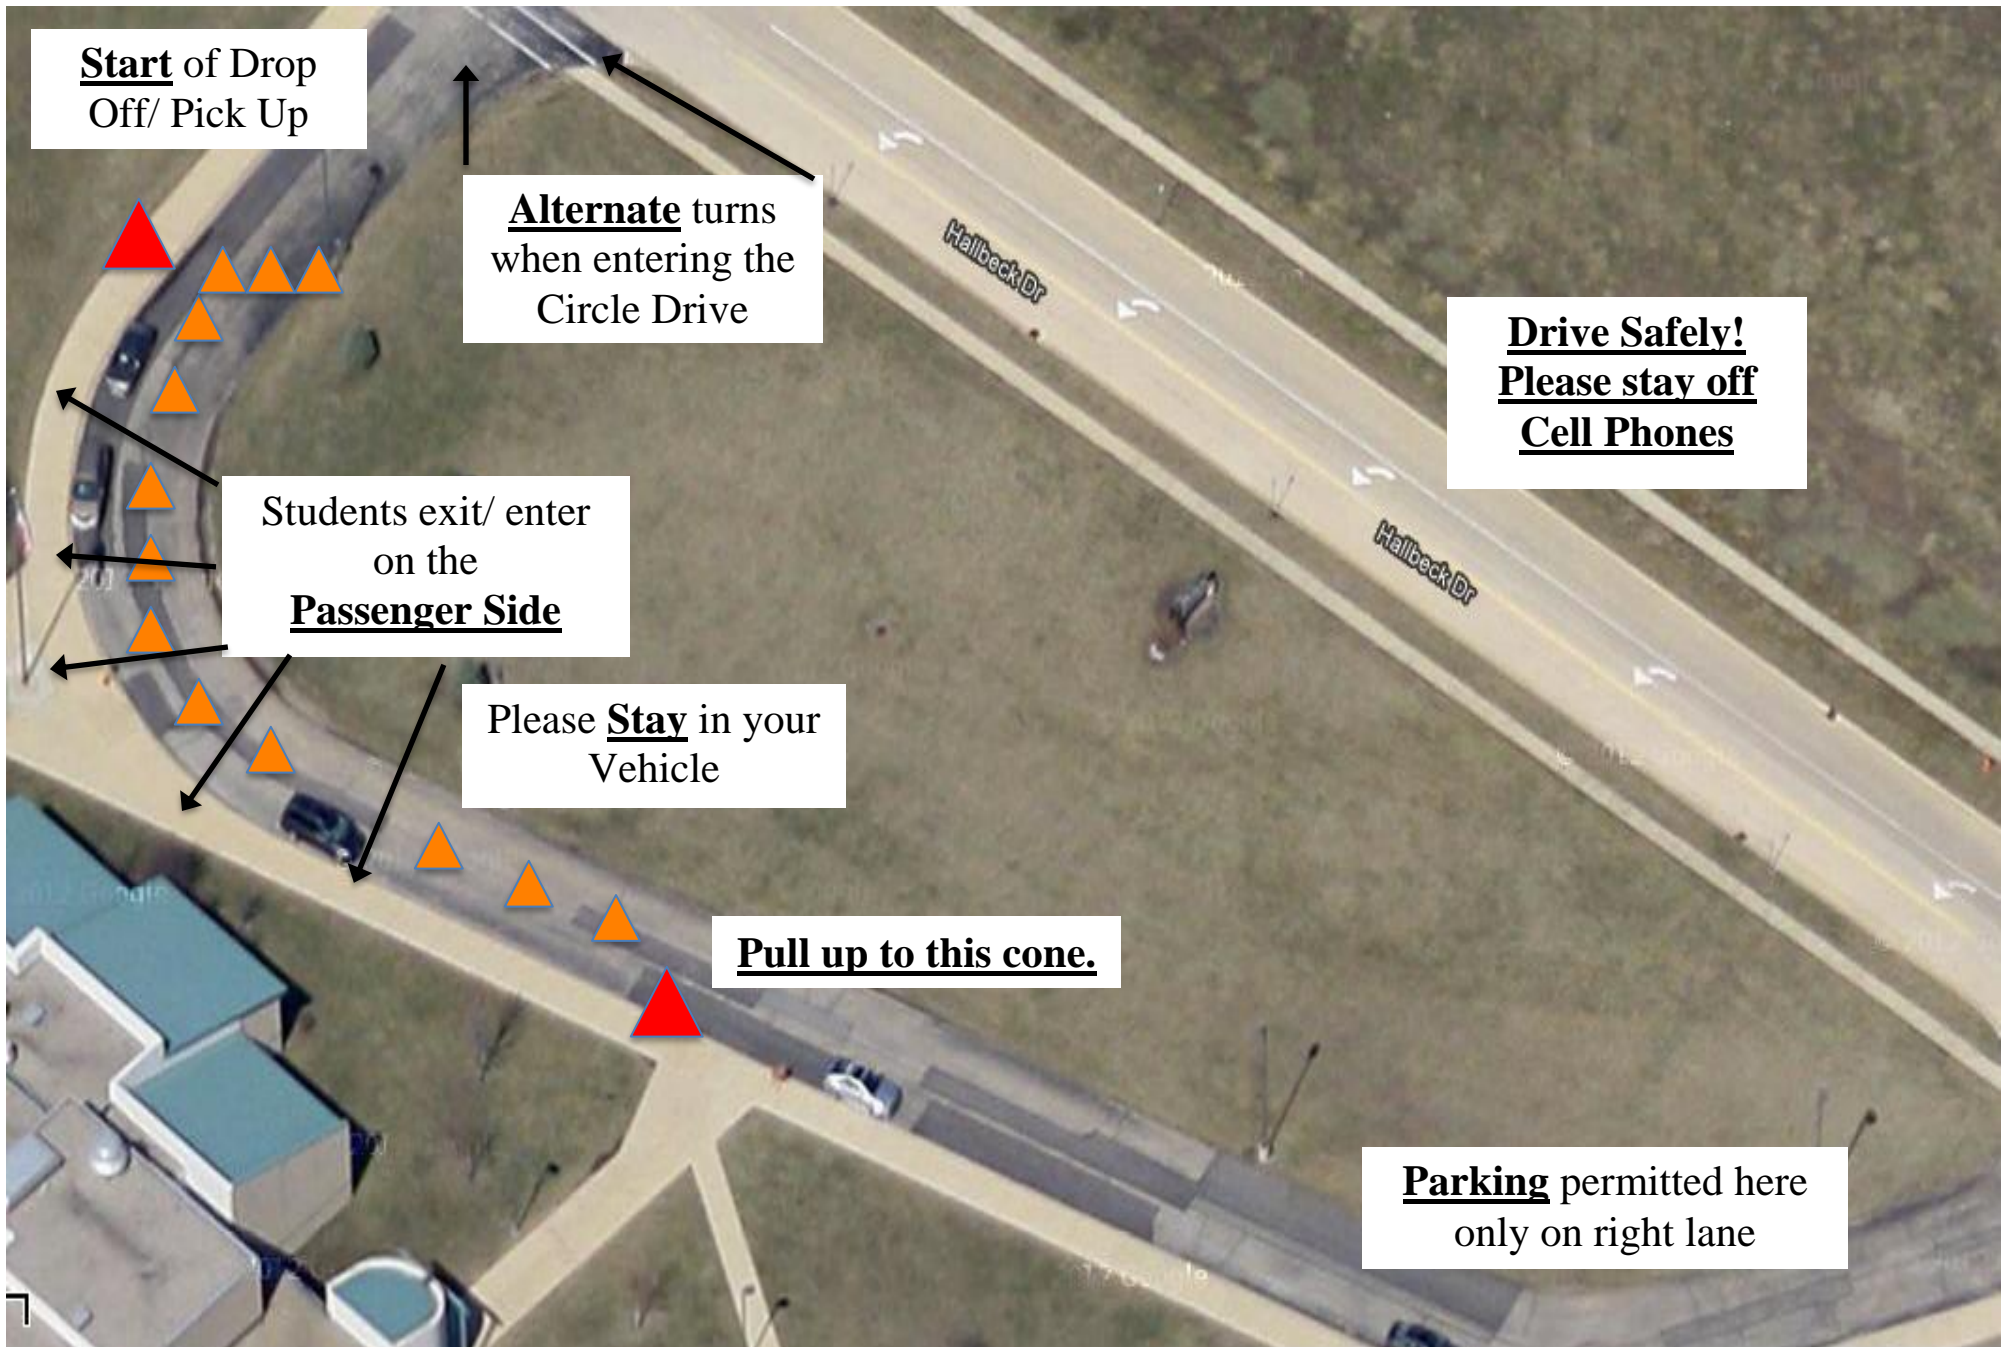 Start of Drop
Off/ Pick Up
Alternate turns
when entering the
Circle Drive
Hallbeck Dr
Drive Safely!
Please stay off
Cell Phones
Students exit/ enter
on the
Passenger Side
Hallbeck Dr
Please Stay in your
Vehicle
Pull up to this cone.
Parking permitted here
only on right lane